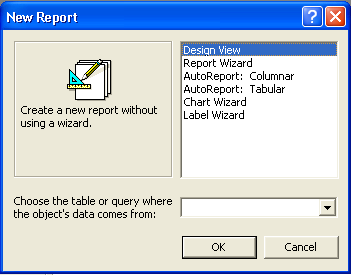 New Report
Design View
Report Wizard
AutoReport: Columnar
AutoReport: Tabular
Chart Wizard
Label Wizard
Create a new report without
using a wizard.
Choose the table or query where
the object's data comes from:
OK
Cancel